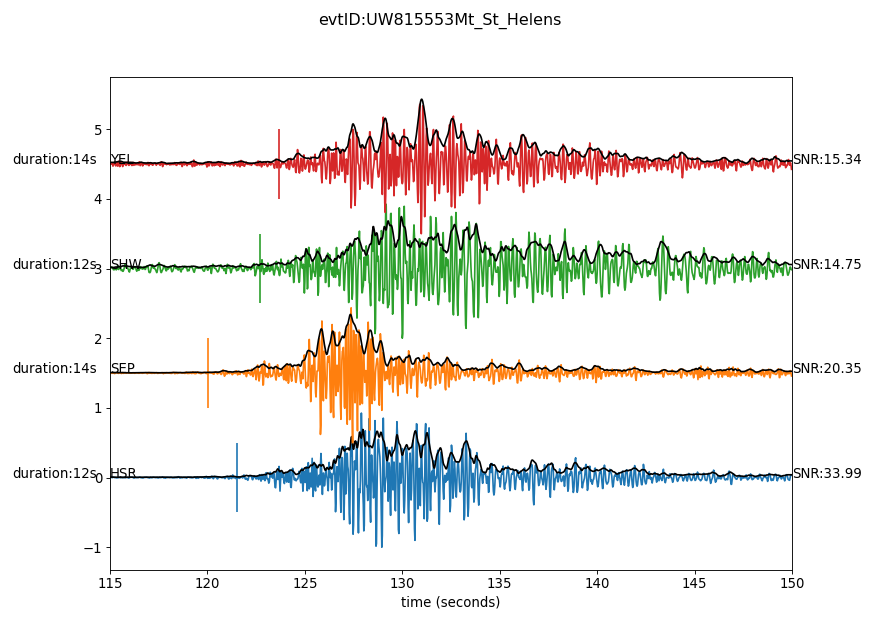 evtID:UW815553Mt_St_Helens
5
duration:14s YEL SNR:15.34
4
duration:12s 3 SHW SNR:14.75
2
duration:14s SEP SNR:20.35
1
duration:12s 0 HSR SNR:33.99
−1
115 120 125 130 135 140 145 150
time (seconds)